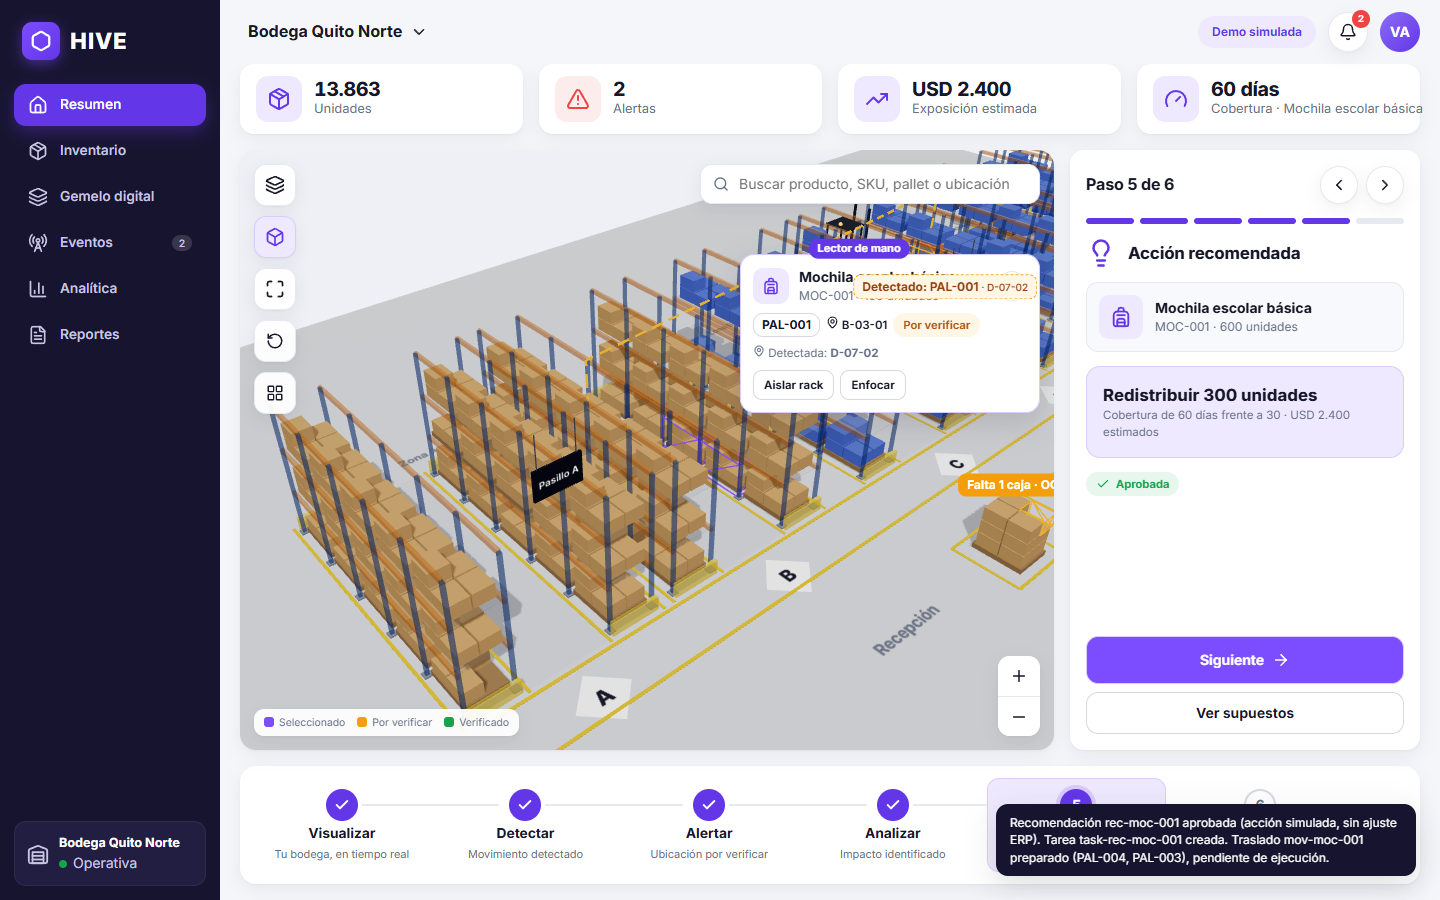 HIVE
Resumen
Inventario
Gemelo digital
Eventos
2
Analítica
Reportes
Bodega Quito Norte
Operativa
Bodega Quito Norte
Demo simulada
2
VA
13.863
Unidades
2
Alertas
USD 2.400
Exposición estimada
60 días
Cobertura · Mochila escolar básica
Buscar producto, SKU, pallet o ubicación
Lector de mano
Mochila
MOC-001
Detectado: PAL-001 · D-07-02
PAL-001
B-03-01
Por verificar
Detectada: D-07-02
Aislar rack
Enfocar
Zona
Pasillo A
C
Falta 1 caja
B
Recepción
A
Seleccionado
Por verificar
Verificado
+
−
Paso 5 de 6
Acción recomendada
Mochila escolar básica
MOC-001 · 600 unidades
Redistribuir 300 unidades
Cobertura de 60 días frente a 30 · USD 2.400
estimados
Aprobada
Siguiente
Ver supuestos
Visualizar
Tu bodega, en tiempo real
Detectar
Movimiento detectado
Alertar
Ubicación por verificar
Analizar
Impacto identificado
Recomendación rec-moc-001 aprobada (acción simulada, sin ajuste
ERP). Tarea task-rec-moc-001 creada. Traslado mov-moc-001
preparado (PAL-004, PAL-003), pendiente de ejecución.